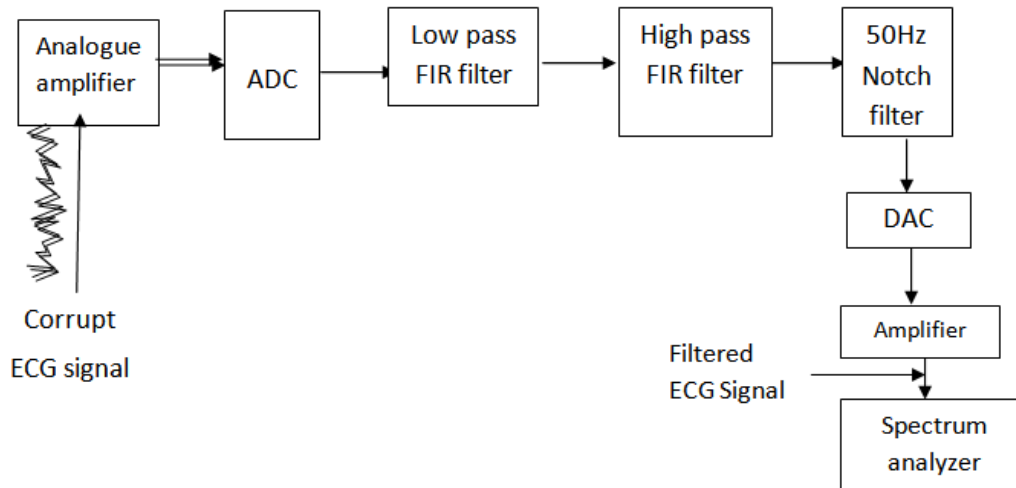 Analogue
amplifier
ADC
Low pass
FIR filter
High pass
FIR filter
50Hz
Notch
filter
DAC
Corrupt
ECG signal
Amplifier
Filtered
ECG Signal
Spectrum
analyzer